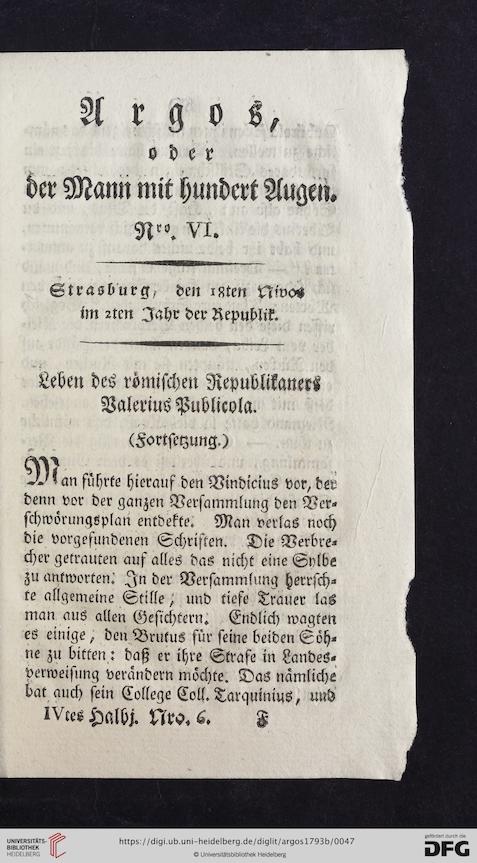 Argos,
oder
der Mann mit hundert Augen.
Nro. VI.
Strasburg, den 18ten Nivos
im 2ten Jahr der Republik.
Leben des römischen Republikaners
Valerius Publicola.
(Fortsetzung.)
Man führte hierauf den Vindicius vor, der
denn vor der ganzen Versammlung den Ver-
schwörungsplan entdekte. Man verlas noch
die vorgefundenen Schriften. Die Verbre-
cher getrauten auf alles das nicht eine Sylbe
zu antworten. In der Versammlung herrsch-
te allgemeine Stille, und tiefe Trauer las
man aus allen Gesichtern. Endlich wagten
es einige, den Brutus für seine beiden Söh-
ne zu bitten: daß er ihre Strafe in Landes-
verweisung verändern möchte. Das nämliche
bat auch sein College Coll. Tarquinius, und
IVtes Halbj. Nro. 6. F
UNIVERSITÄTS-
BIBLIOTHEK
HEIDELBERG
https://digi.ub.uni-heidelberg.de/diglit/argos1793b/0047
© Universitätsbibliothek Heidelberg
gefördert durch die
DFG